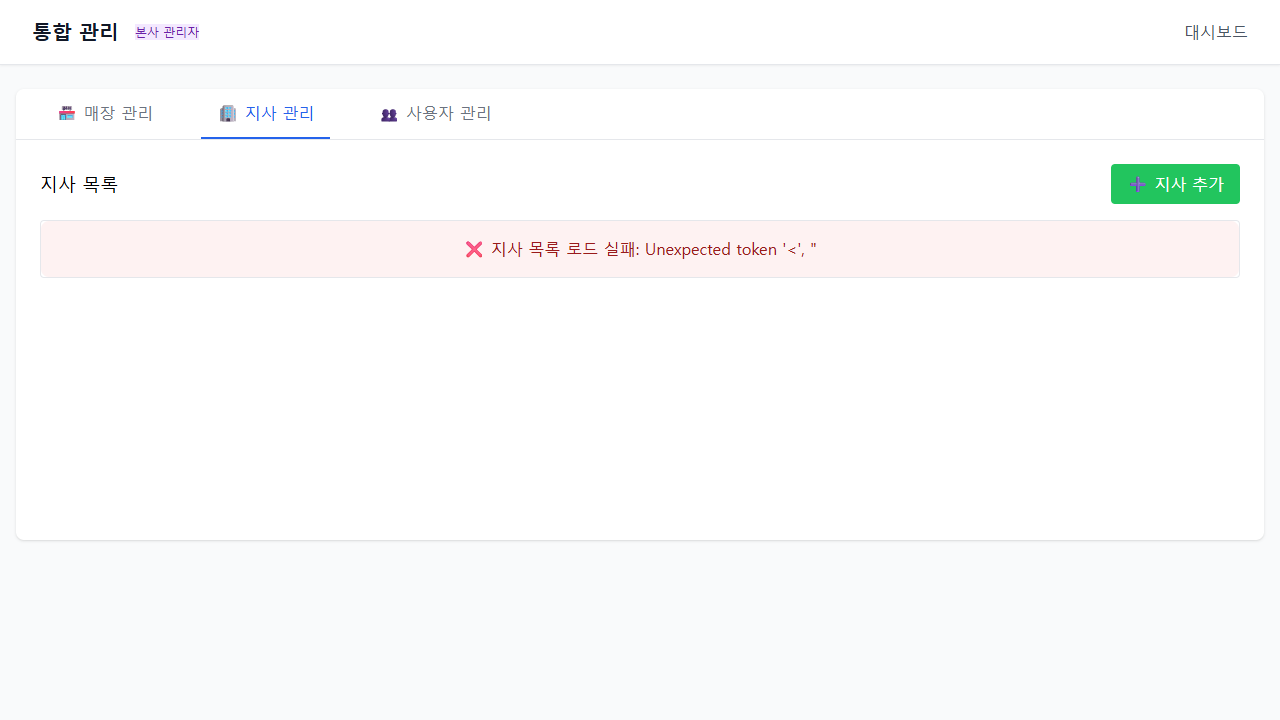 통합 관리 본사 관리자
대시보드
🏪 매장 관리
🏢 지사 관리
👥 사용자 관리
지사 목록
➕ 지사 추가
❌ 지사 목록 로드 실패: Unexpected token '<', "